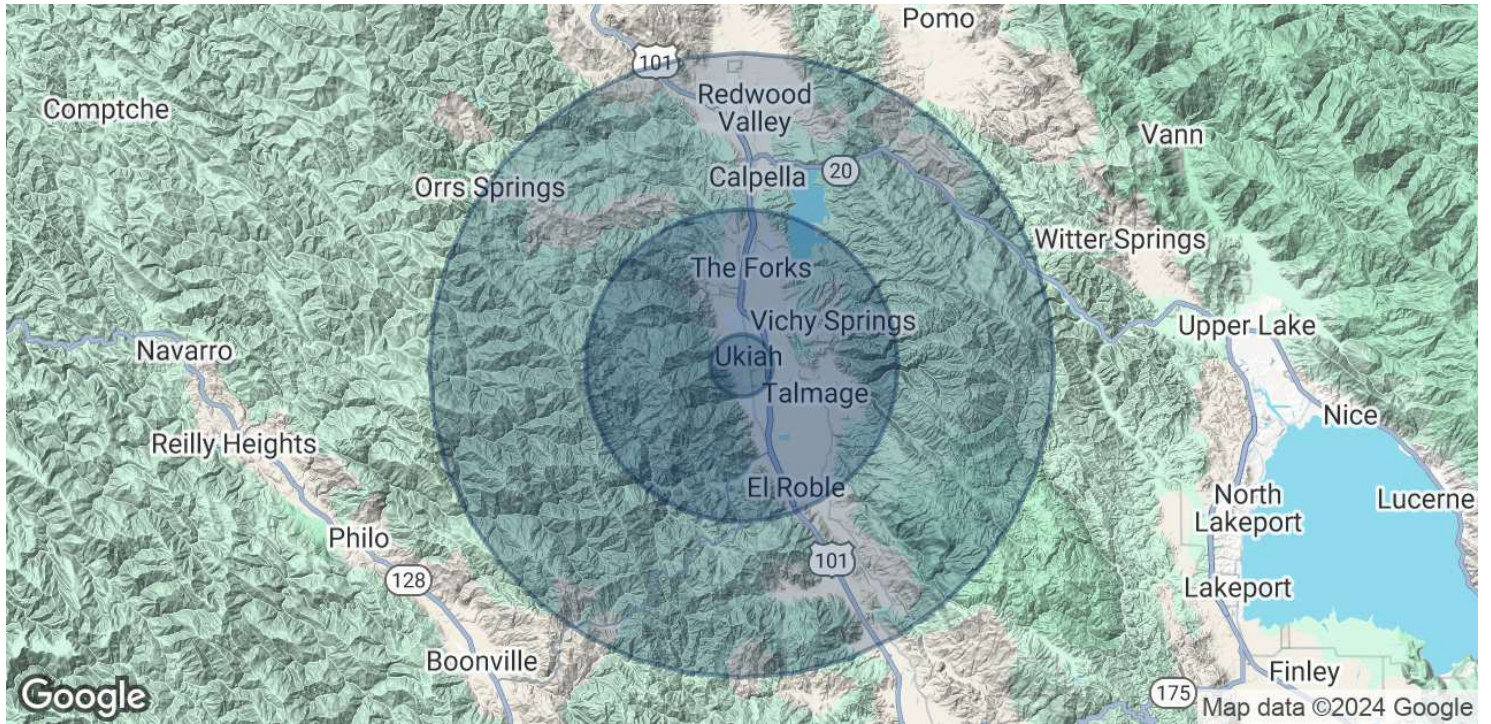 Pomo
101
Redwood
Valley
Comptche
Vann
Calpella
20
Orrs Springs
Witter Springs
The Forks
Vichy Springs
Upper Lake
Navarro
Ukiah
Talmage
Nice
Reilly Heights
El Roble
North
Lakeport
Lucerne
Philo
101
128
Lakeport
Boonville
Finley
175
Google
Map data ©2024 Google